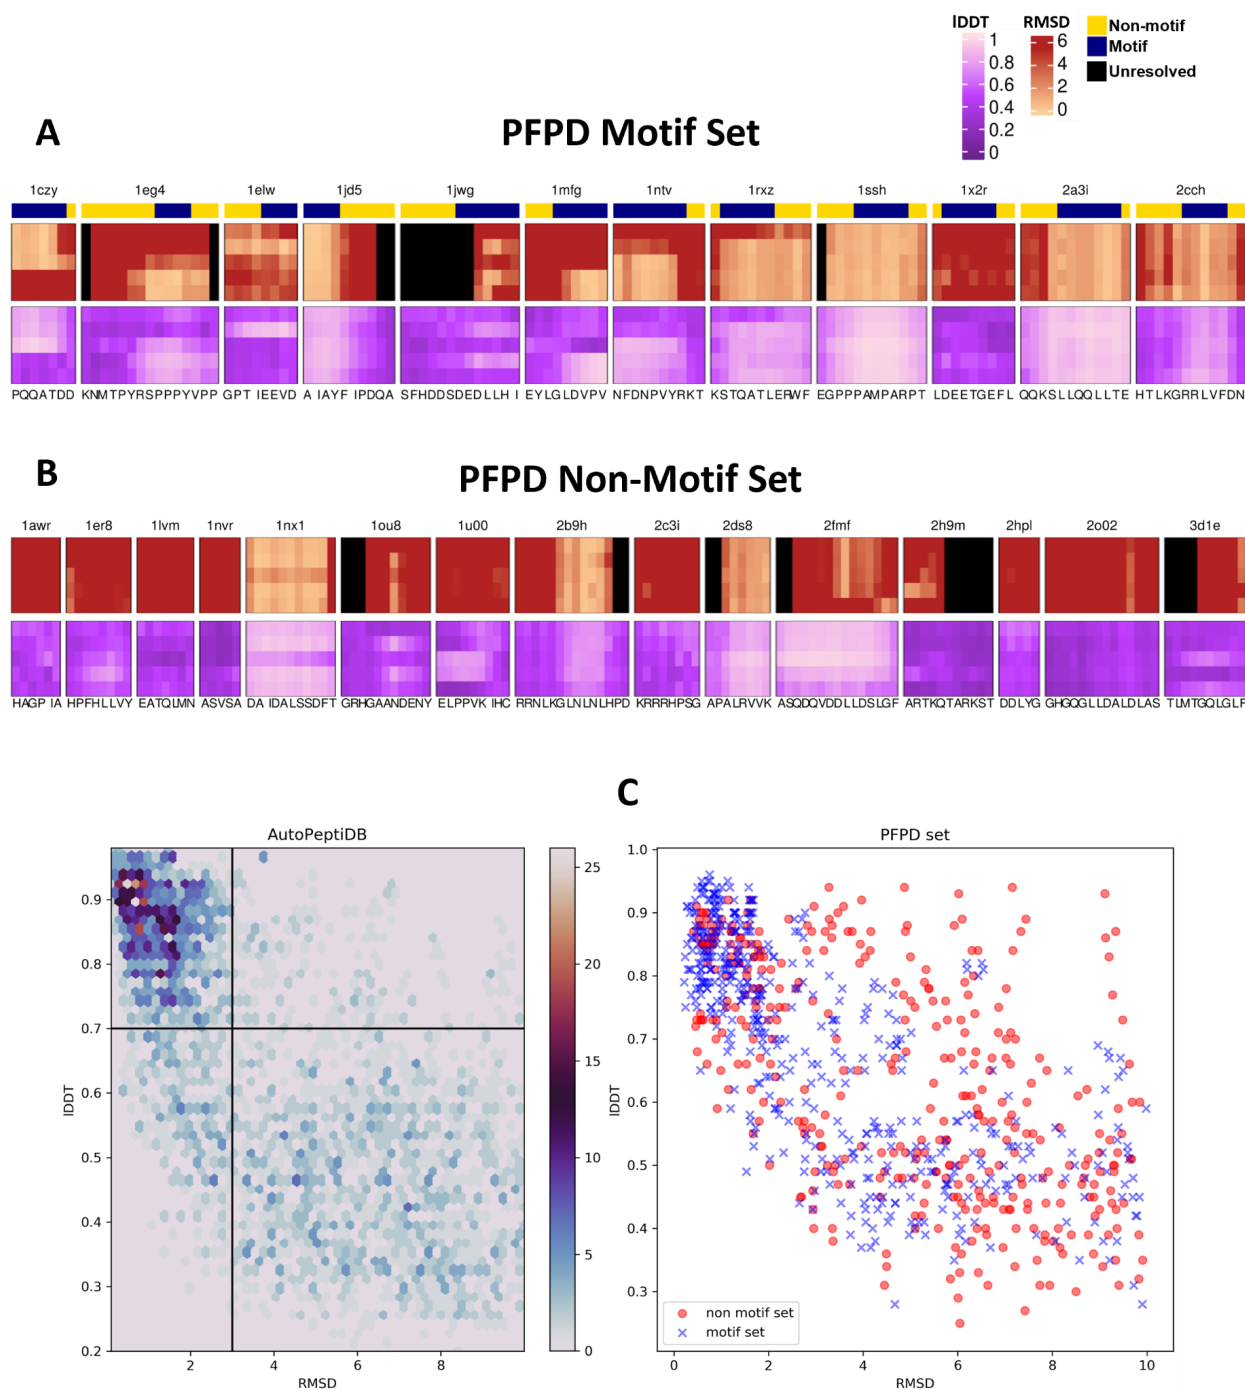 lDDT RMSD
1 0.8 0.6 0.4 0.2 0
6 4 2 0
Non-motif
Motif
Unresolved
A PFPD Motif Set
1czy 1eg4 1elw 1jd5 1jwg 1mfg 1ntv 1rxz 1ssh 1x2r 2a3i 2cch
PQQATDD KNMTPYRSPPPYVPP GPT IEEVD A IAYF IPDQA SFHDDSDEDLLH I EYLGLDVPV NFDNPVYRKT KSTQATLERWF EGPPPAMPARPT LDEETGEFL QQKSLLQQLLTE HTLKGRRLVFDN
B PFPD Non-Motif Set
1awr 1er8 1lvm 1nvr 1nx1 1ou8 1u00 2b9h 2c3i 2ds8 2fmf 2h9m 2hpl 2o02 3d1e
HAGP IA HPFHLLVY EATQLMN ASVSA DA IDALSSDFT GRHGAANDENY ELPPVK IHC RRNLKGLNLNLHPD KRRRHPSG APALRVVK ASQDQVDDLLDSLGF ARTKQTARKST DDLYG GHGQGLLDALDLAS TLMTGQLGLF
C
AutoPeptiDB
lDDT
0.9 0.8 0.7 0.6 0.5 0.4 0.3 0.2
2 4 6 8
RMSD
25 20 15 10 5 0
PFPD set
lDDT
1.0 0.9 0.8 0.7 0.6 0.5 0.4 0.3
non motif set
motif set
0 2 4 6 8 10
RMSD